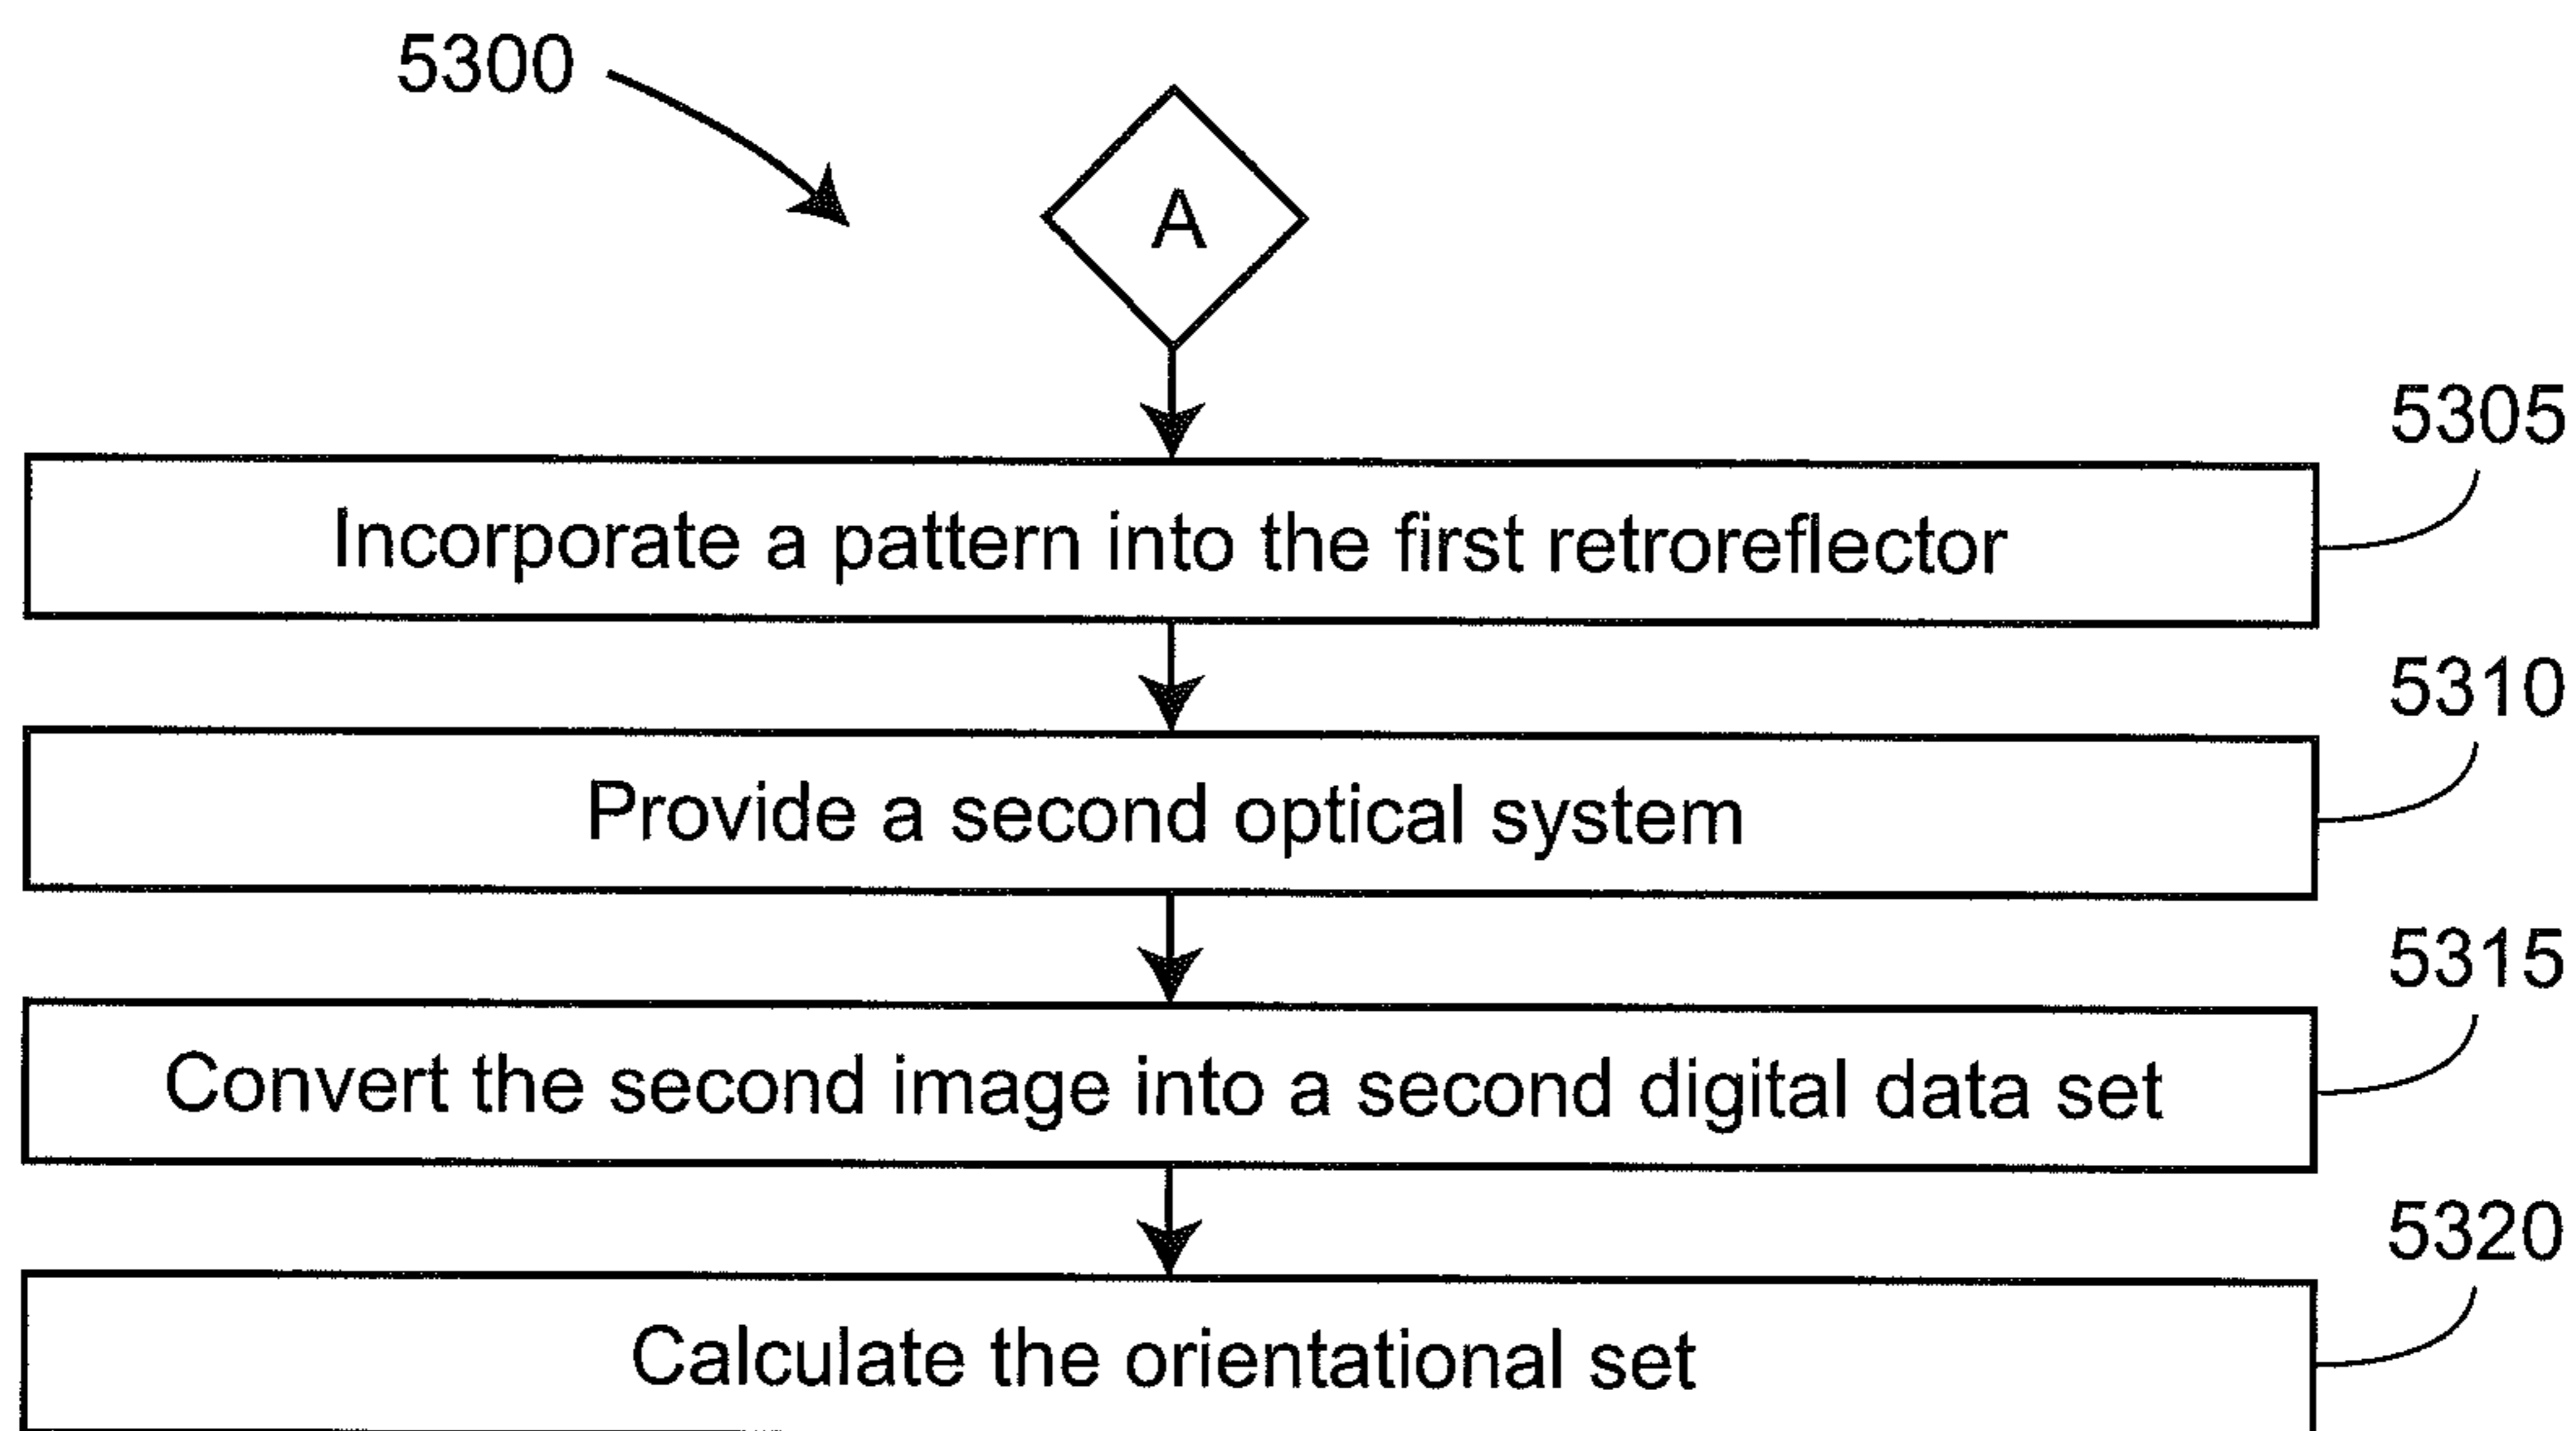 5300
A
5305
Incorporate a pattern into the first retroreflector
5310
Provide a second optical system
5315
Convert the second image into a second digital data set
5320
Calculate the orientational set